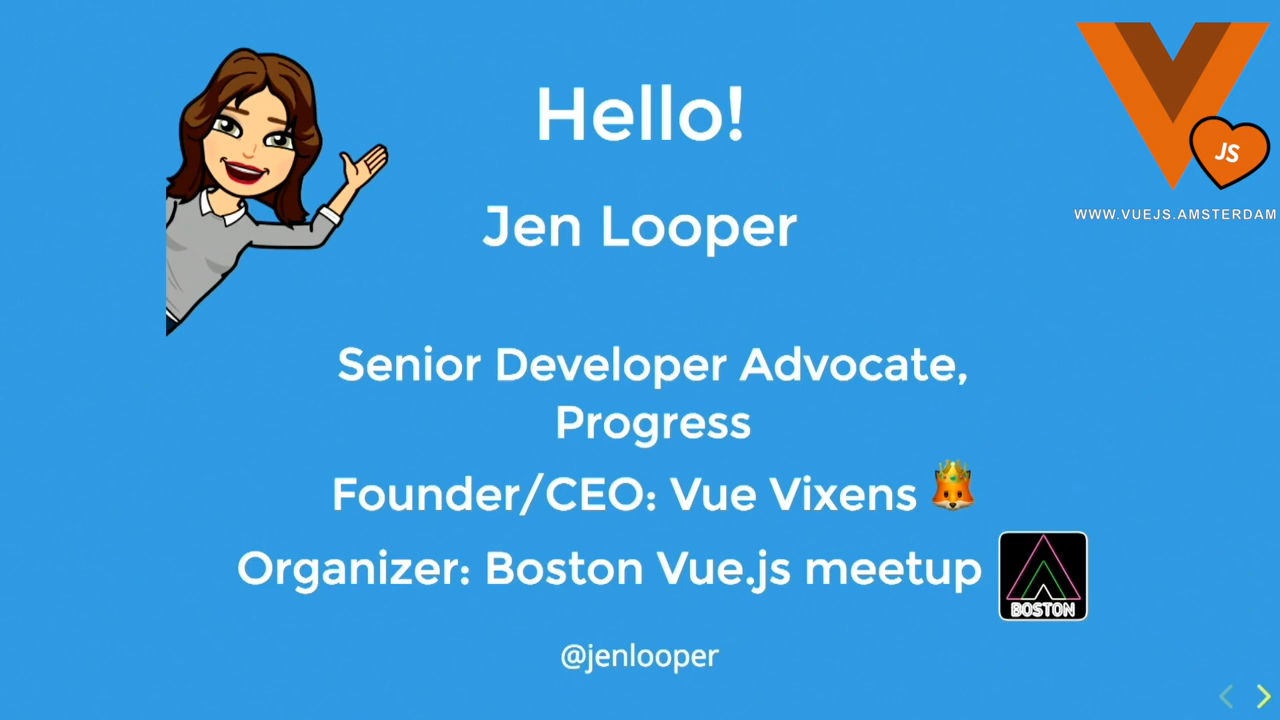 Hello!
JS
WWW.VUEJS.AMSTERDAM
Jen Looper
Senior Developer Advocate,
Progress
Founder/CEO: Vue Vixens
Organizer: Boston Vue.js meetup
BOSTON
@jenlooper